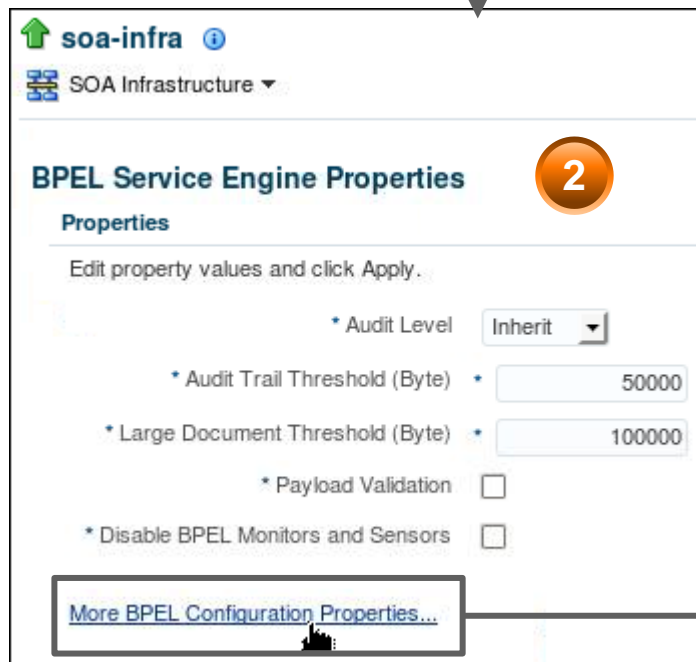 soa-infra
SOA Infrastructure
BPEL Service Engine Properties
2
Properties
Edit property values and click Apply.
* Audit Level Inherit
* Audit Trail Threshold (Byte) * 50000
* Large Document Threshold (Byte) * 100000
* Payload Validation
* Disable BPEL Monitors and Sensors
More BPEL Configuration Properties...